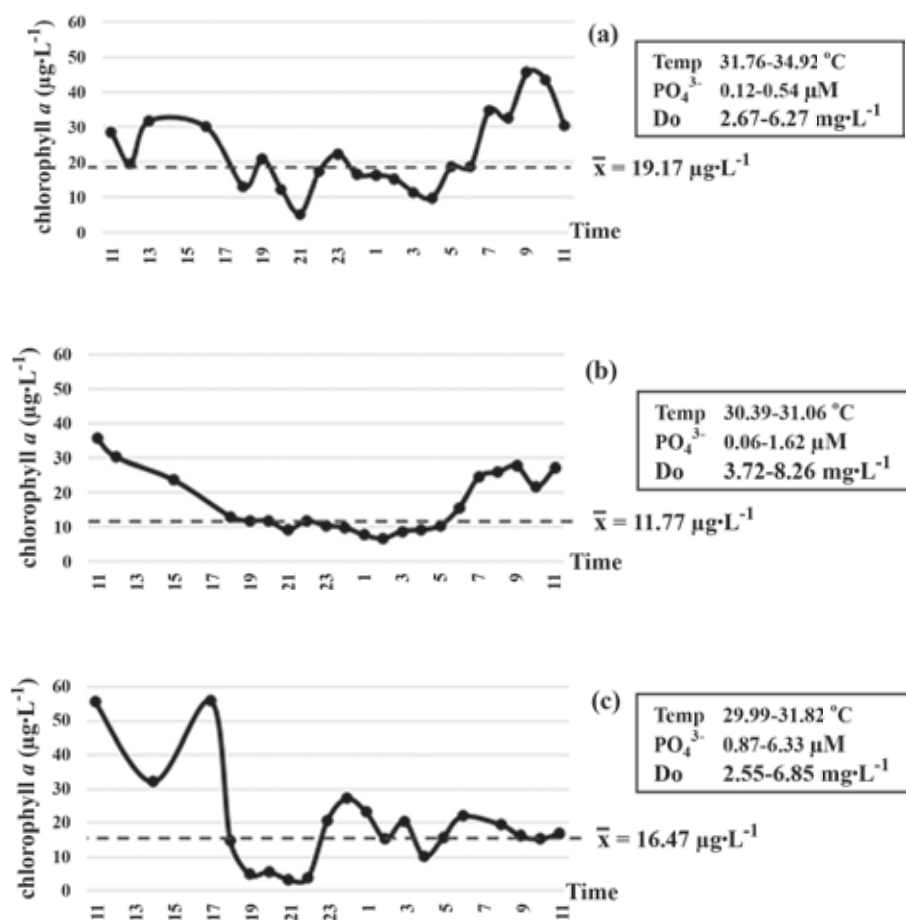 (a)
chlorophyll a (µg•L⁻¹)
60
50
40
30
20
10
0
11 13 15 17 19 21 23 1 3 5 7 9 11
Time
Temp 31.76-34.92 °C
PO₄³⁻ 0.12-0.54 µM
Do 2.67-6.27 mg•L⁻¹
x̄ = 19.17 µg•L⁻¹
(b)
chlorophyll a (µg•L⁻¹)
60
50
40
30
20
10
0
11 13 15 17 19 21 23 1 3 5 7 9 11
Time
Temp 30.39-31.06 °C
PO₄³⁻ 0.06-1.62 µM
Do 3.72-8.26 mg•L⁻¹
x̄ = 11.77 µg•L⁻¹
(c)
chlorophyll a (µg•L⁻¹)
60
50
40
30
20
10
0
11 13 15 17 19 21 23 1 3 5 7 9 11
Time
Temp 29.99-31.82 °C
PO₄³⁻ 0.87-6.33 µM
Do 2.55-6.85 mg•L⁻¹
x̄ = 16.47 µg•L⁻¹